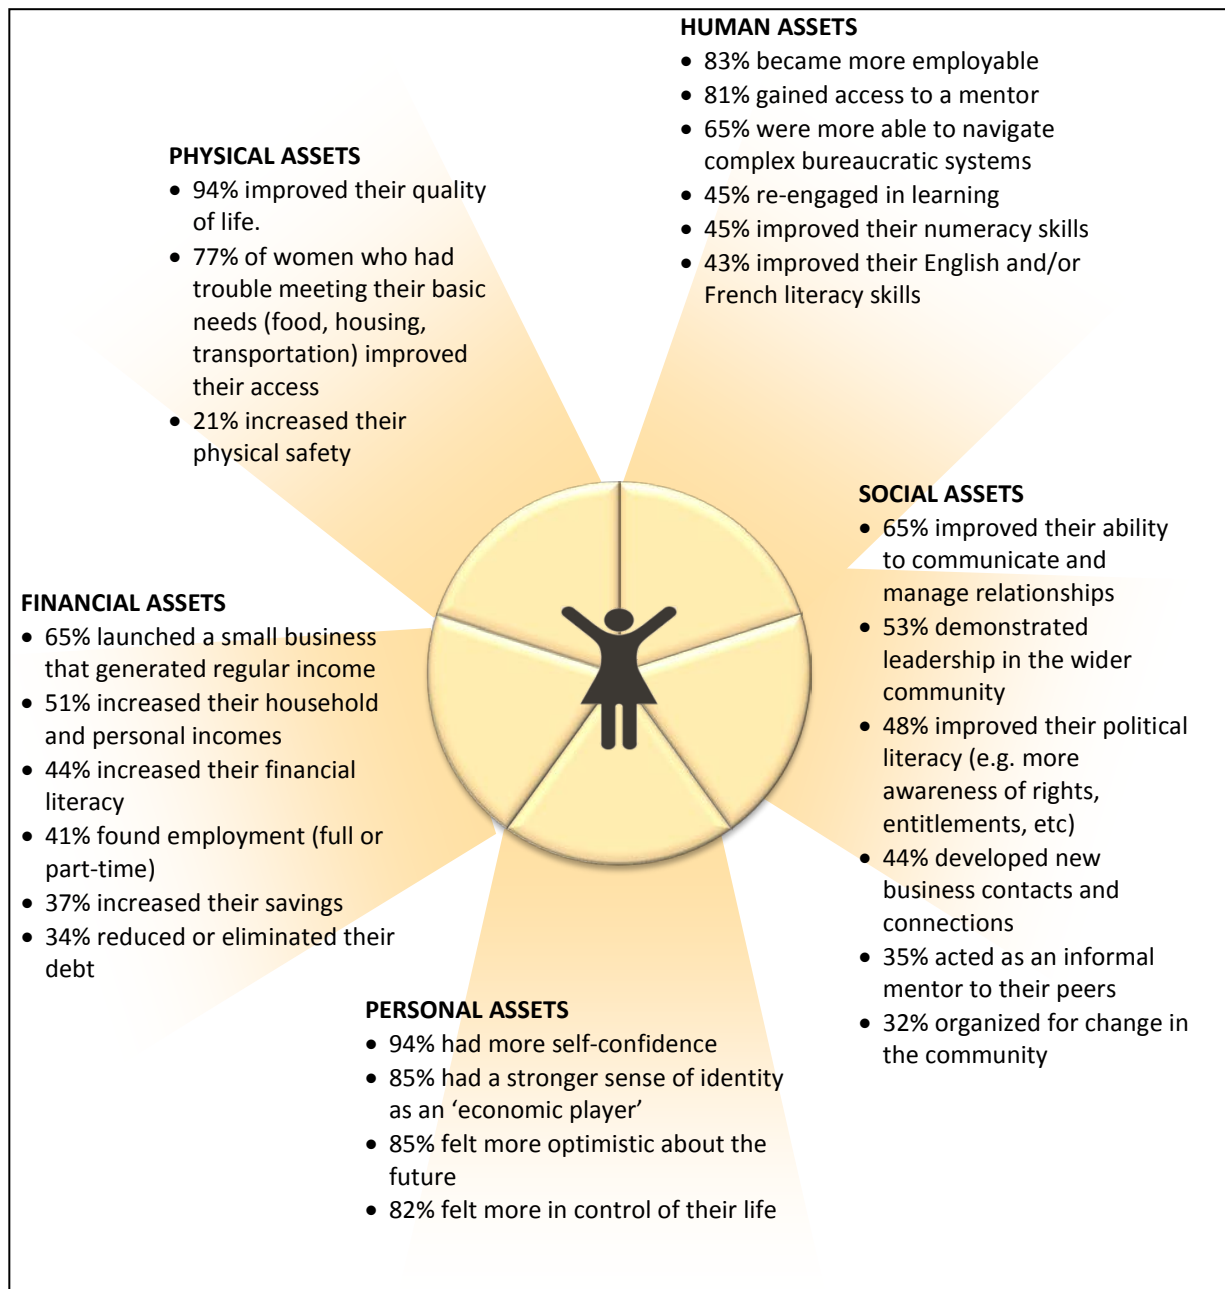 HUMAN ASSETS
• 83% became more employable
• 81% gained access to a mentor
• 65% were more able to navigate
complex bureaucratic systems
• 45% re-engaged in learning
• 45% improved their numeracy skills
• 43% improved their English and/or
French literacy skills
PHYSICAL ASSETS
• 94% improved their quality
of life.
• 77% of women who had
trouble meeting their basic
needs (food, housing,
transportation) improved
their access
• 21% increased their
physical safety
SOCIAL ASSETS
• 65% improved their ability
to communicate and
manage relationships
• 53% demonstrated
leadership in the wider
community
• 48% improved their political
literacy (e.g. more
awareness of rights,
entitlements, etc)
• 44% developed new
business contacts and
connections
• 35% acted as an informal
mentor to their peers
• 32% organized for change in
the community
FINANCIAL ASSETS
• 65% launched a small business
that generated regular income
• 51% increased their household
and personal incomes
• 44% increased their financial
literacy
• 41% found employment (full or
part-time)
• 37% increased their savings
• 34% reduced or eliminated their
debt
PERSONAL ASSETS
• 94% had more self-confidence
• 85% had a stronger sense of identity
as an ‘economic player’
• 85% felt more optimistic about the
future
• 82% felt more in control of their life